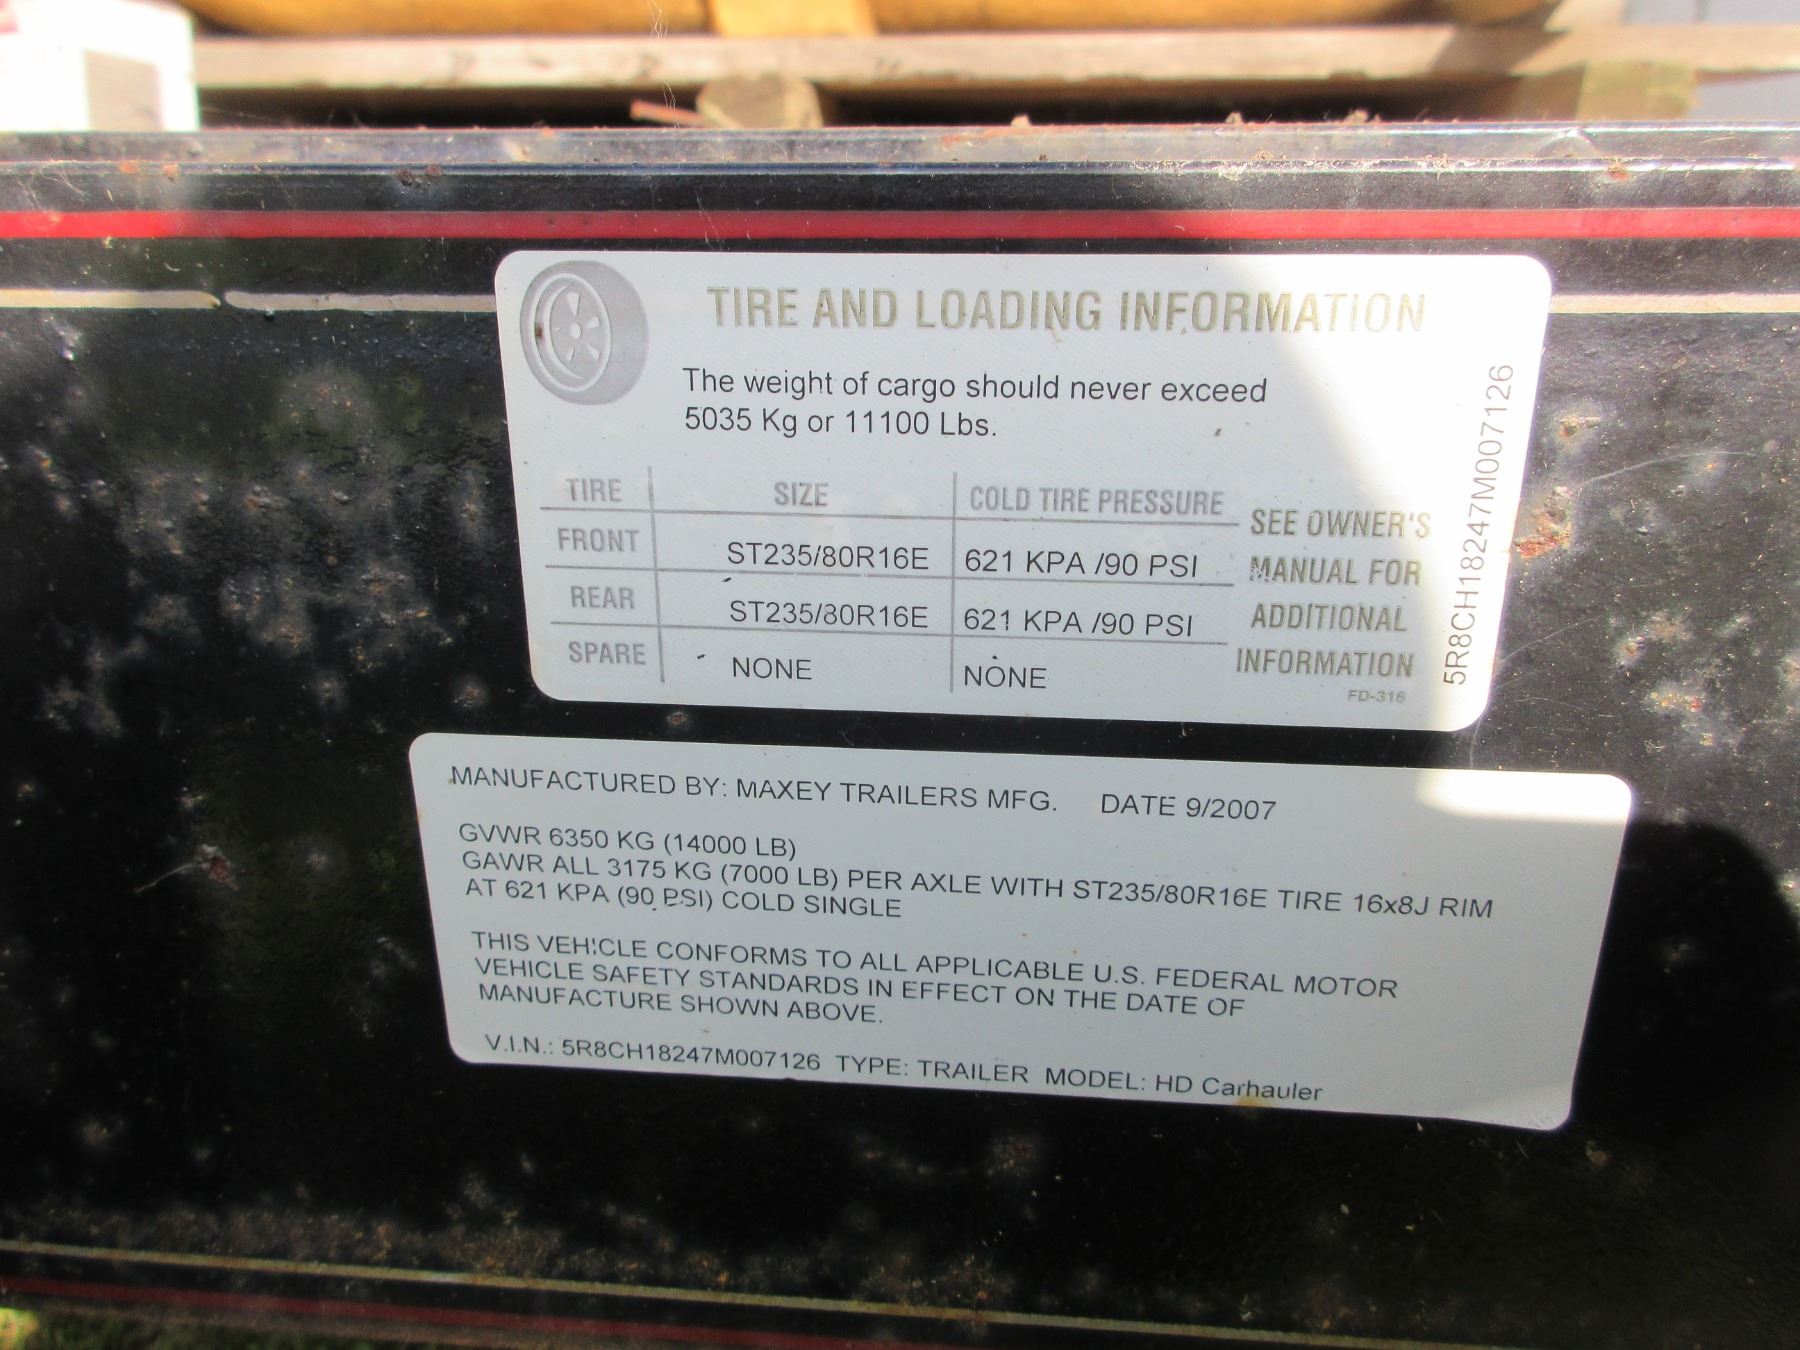 TIRE AND LOADING INFORMATION
The weight of cargo should never exceed
5035 Kg or 11100 Lbs.
TIRE SIZE COLD TIRE PRESSURE
FRONT ST235/80R16E 621 KPA /90 PSI
REAR ST235/80R16E 621 KPA /90 PSI
SPARE NONE NONE
SEE OWNER'S
MANUAL FOR
ADDITIONAL
INFORMATION
FD-316
5R8CH18247M007126
MANUFACTURED BY: MAXEY TRAILERS MFG. DATE 9/2007
GVWR 6350 KG (14000 LB)
GAWR ALL 3175 KG (7000 LB) PER AXLE WITH ST235/80R16E TIRE 16x8J RIM
AT 621 KPA (90 PSI) COLD SINGLE
THIS VEHICLE CONFORMS TO ALL APPLICABLE U.S. FEDERAL MOTOR
VEHICLE SAFETY STANDARDS IN EFFECT ON THE DATE OF
MANUFACTURE SHOWN ABOVE.
V.I.N.: 5R8CH18247M007126 TYPE: TRAILER MODEL: HD Carhauler